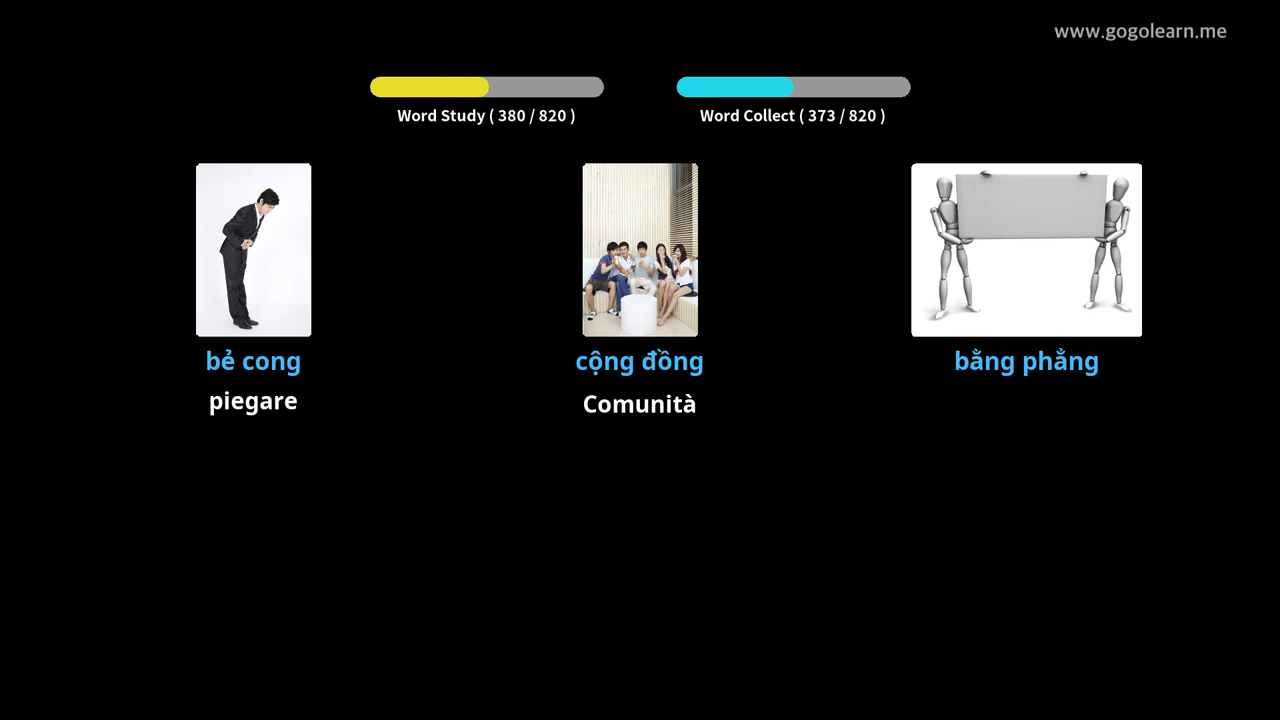 www.gogolearn.me
Word Study ( 380 / 820 )
Word Collect ( 373 / 820 )
bẻ cong
piegare
cộng đồng
Comunità
bằng phẳng